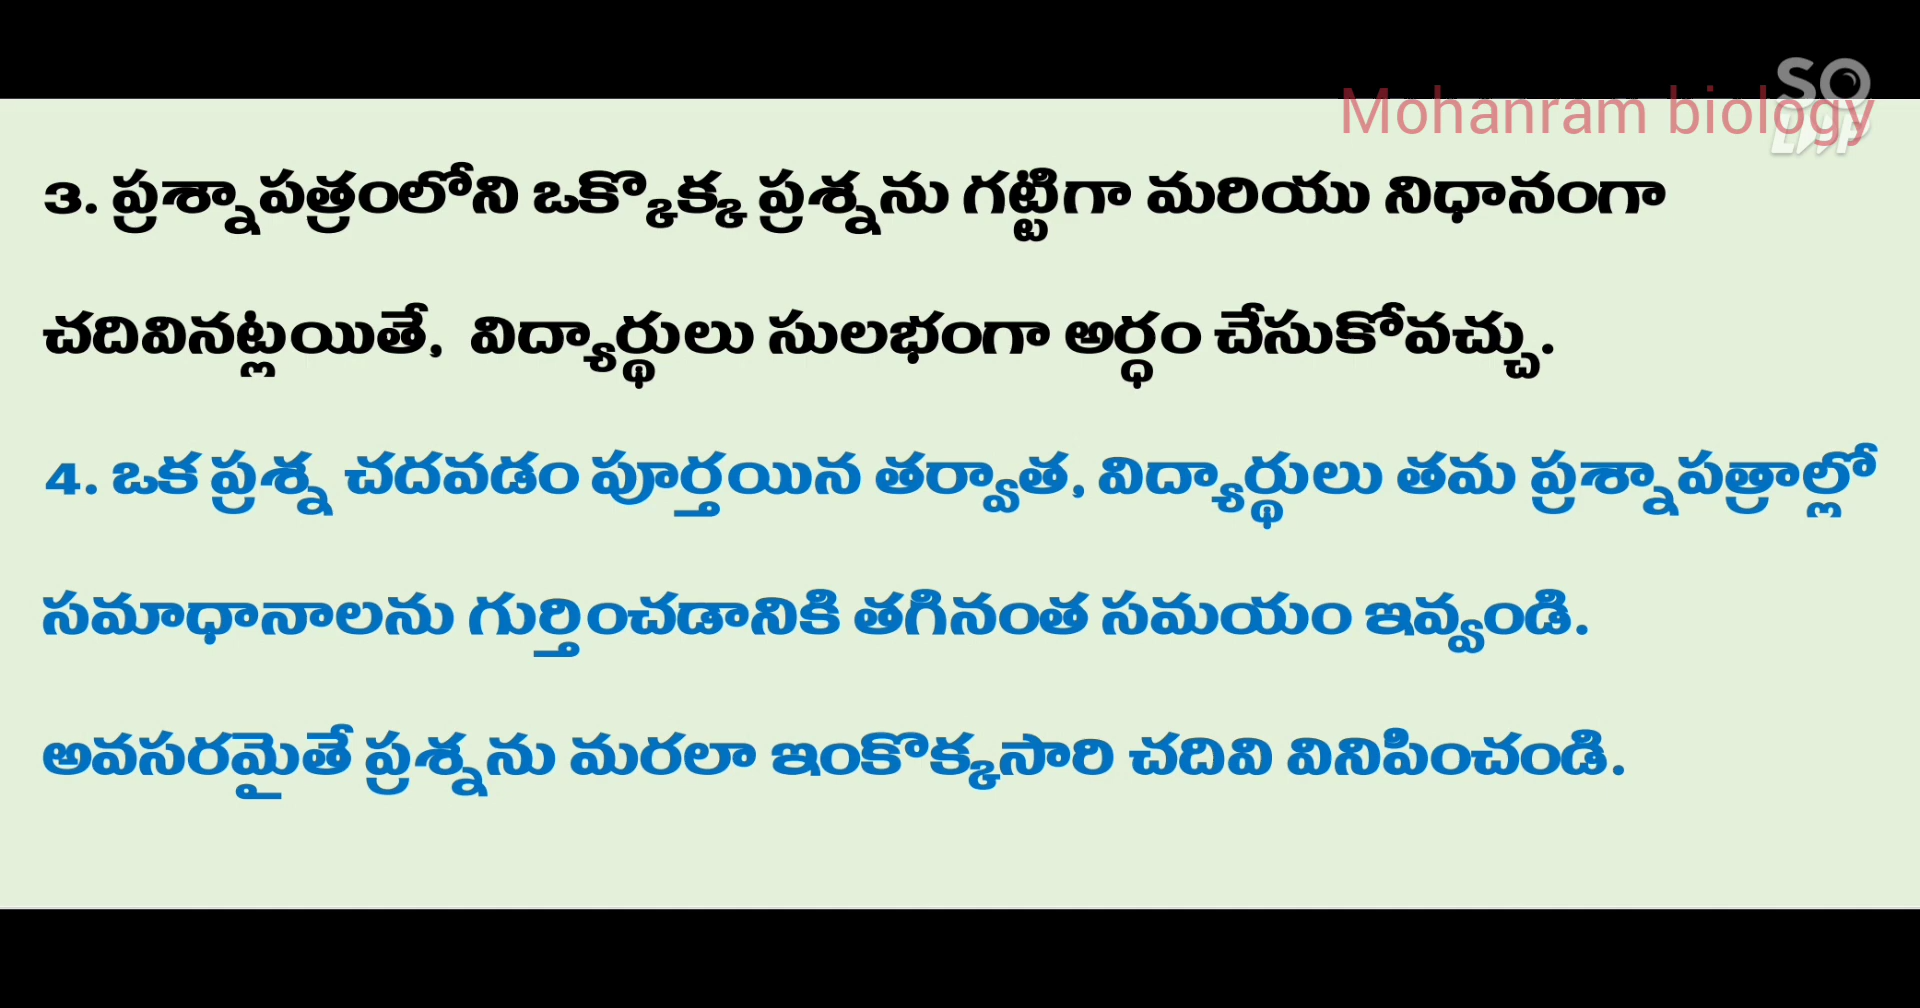 Mohanram biology
3. ప్రశ్నాపత్రంలోని ఒక్కొక్క ప్రశ్నను గట్టిగా మరియు నిధానంగా
చదివినట్లయితే, విద్యార్థులు సులభంగా అర్ధం చేసుకోవచ్చు.
4. ఒక ప్రశ్న చదవడం పూర్తయిన తర్వాత, విద్యార్థులు తమ ప్రశ్నాపత్రాల్లో
సమాధానాలను గుర్తించడానికి తగినంత సమయం ఇవ్వండి.
అవసరమైతే ప్రశ్నను మరలా ఇంకొక్కసారి చదివి వినిపించండి.